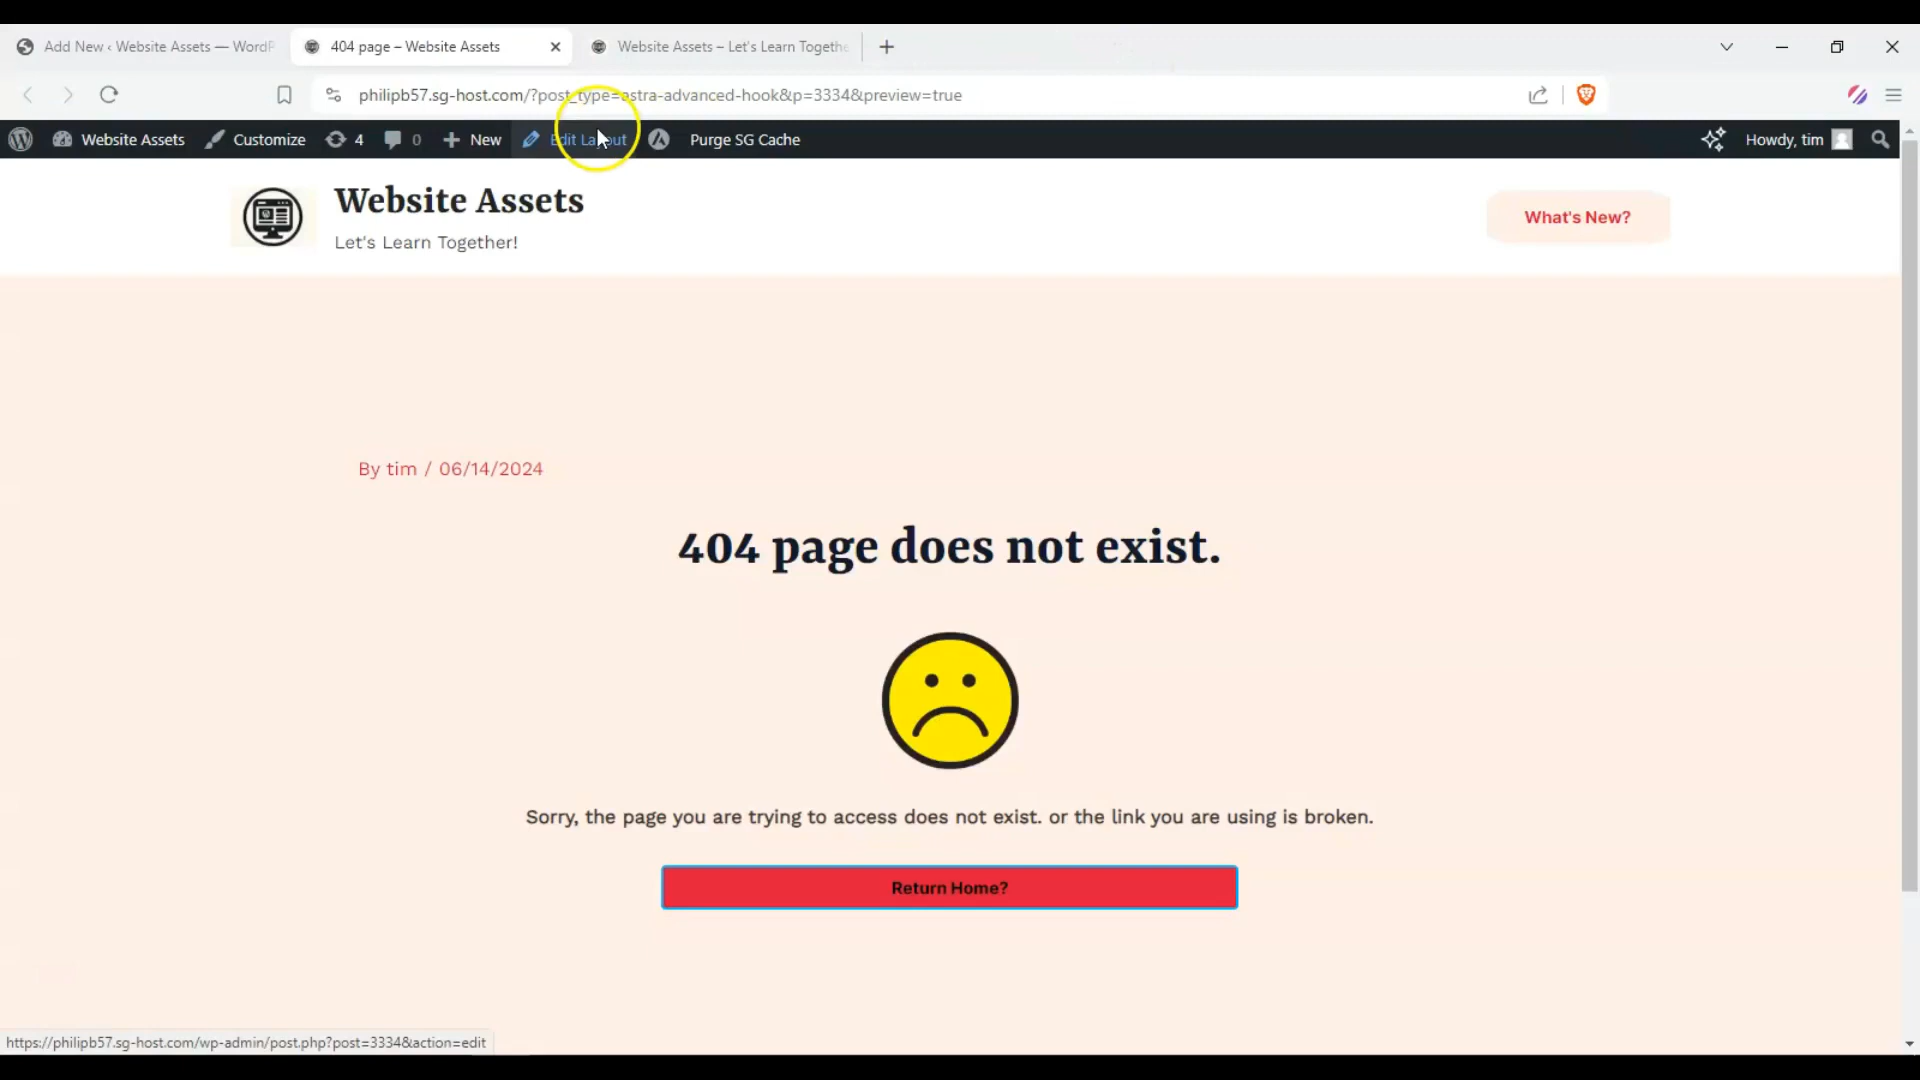 Add New ‹ Website Assets — WordP
404 page – Website Assets
Website Assets – Let's Learn Togethe
philipb57.sg-host.com/?post_type=astra-advanced-hook&p=3334&preview=true
Website Assets
Customize
4
0
New
Edit Layout
Purge SG Cache
Howdy, tim
Website Assets
Let's Learn Together!
What's New?
By tim / 06/14/2024
404 page does not exist.
Sorry, the page you are trying to access does not exist. or the link you are using is broken.
Return Home?
https://philipb57.sg-host.com/wp-admin/post.php?post=3334&action=edit